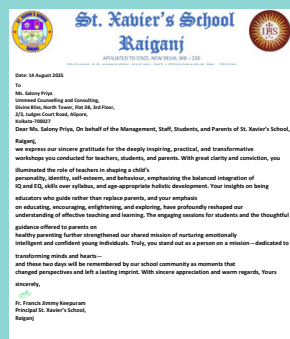 St. Xavier's School
Raiganj
AFFILIATED TO CISCE, NEW DELHI, WB – 230
Date: 14 August 2025
To
Ms. Salony Priya
Ummeed Counselling and Consulting,
Divine Bliss, North Tower, Flat 3B, 3rd Floor,
2/3, Judges Court Road, Alipore,
Kolkata-700027
Dear Ms. Salony Priya, On behalf of the Management, Staff, Students, and Parents of St. Xavier's School,
Raiganj,
we express our sincere gratitude for the deeply inspiring, practical, and transformative
workshops you conducted for teachers, students, and parents. With great clarity and conviction, you
illuminated the role of teachers in shaping a child's
personality, identity, self-esteem, and behaviour, emphasizing the balanced integration of
IQ and EQ, skills over syllabus, and age-appropriate holistic development. Your insights on being
educators who guide rather than replace parents, and your emphasis
on educating, encouraging, enlightening, and exploring, have profoundly reshaped our
understanding of effective teaching and learning. The engaging sessions for students and the thoughtful
guidance offered to parents on
healthy parenting further strengthened our shared mission of nurturing emotionally
intelligent and confident young individuals. Truly, you stand out as a person on a mission—dedicated to
transforming minds and hearts—
and these two days will be remembered by our school community as moments that
changed perspectives and left a lasting imprint. With sincere appreciation and warm regards, Yours
sincerely,
Fr. Francis Jimmy Keepuram
Principal St. Xavier's School,
Raiganj